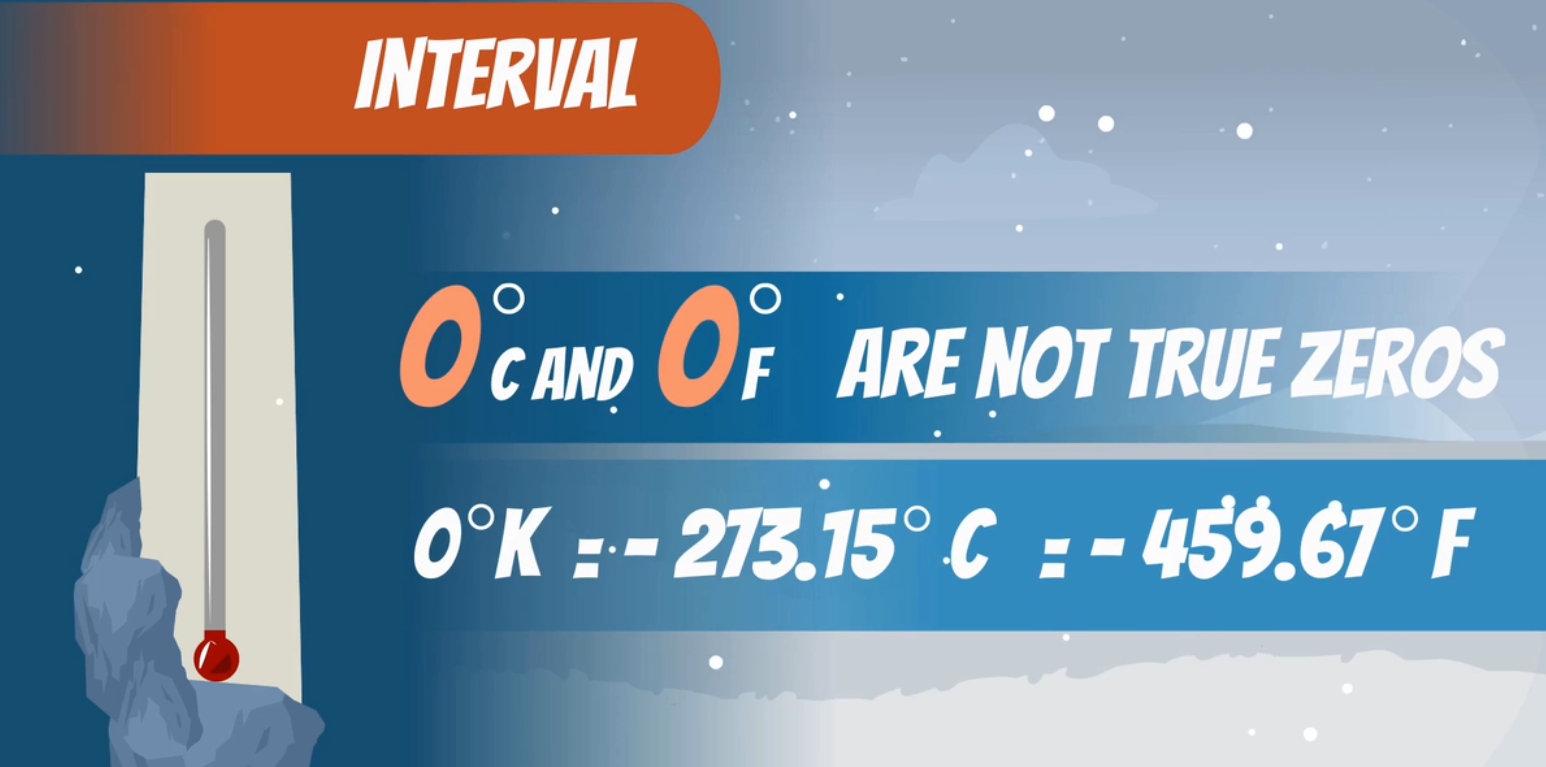 INTERVAL
0° C AND 0° F ARE NOT TRUE ZEROS
0°K = - 273.15° C = - 459.67° F